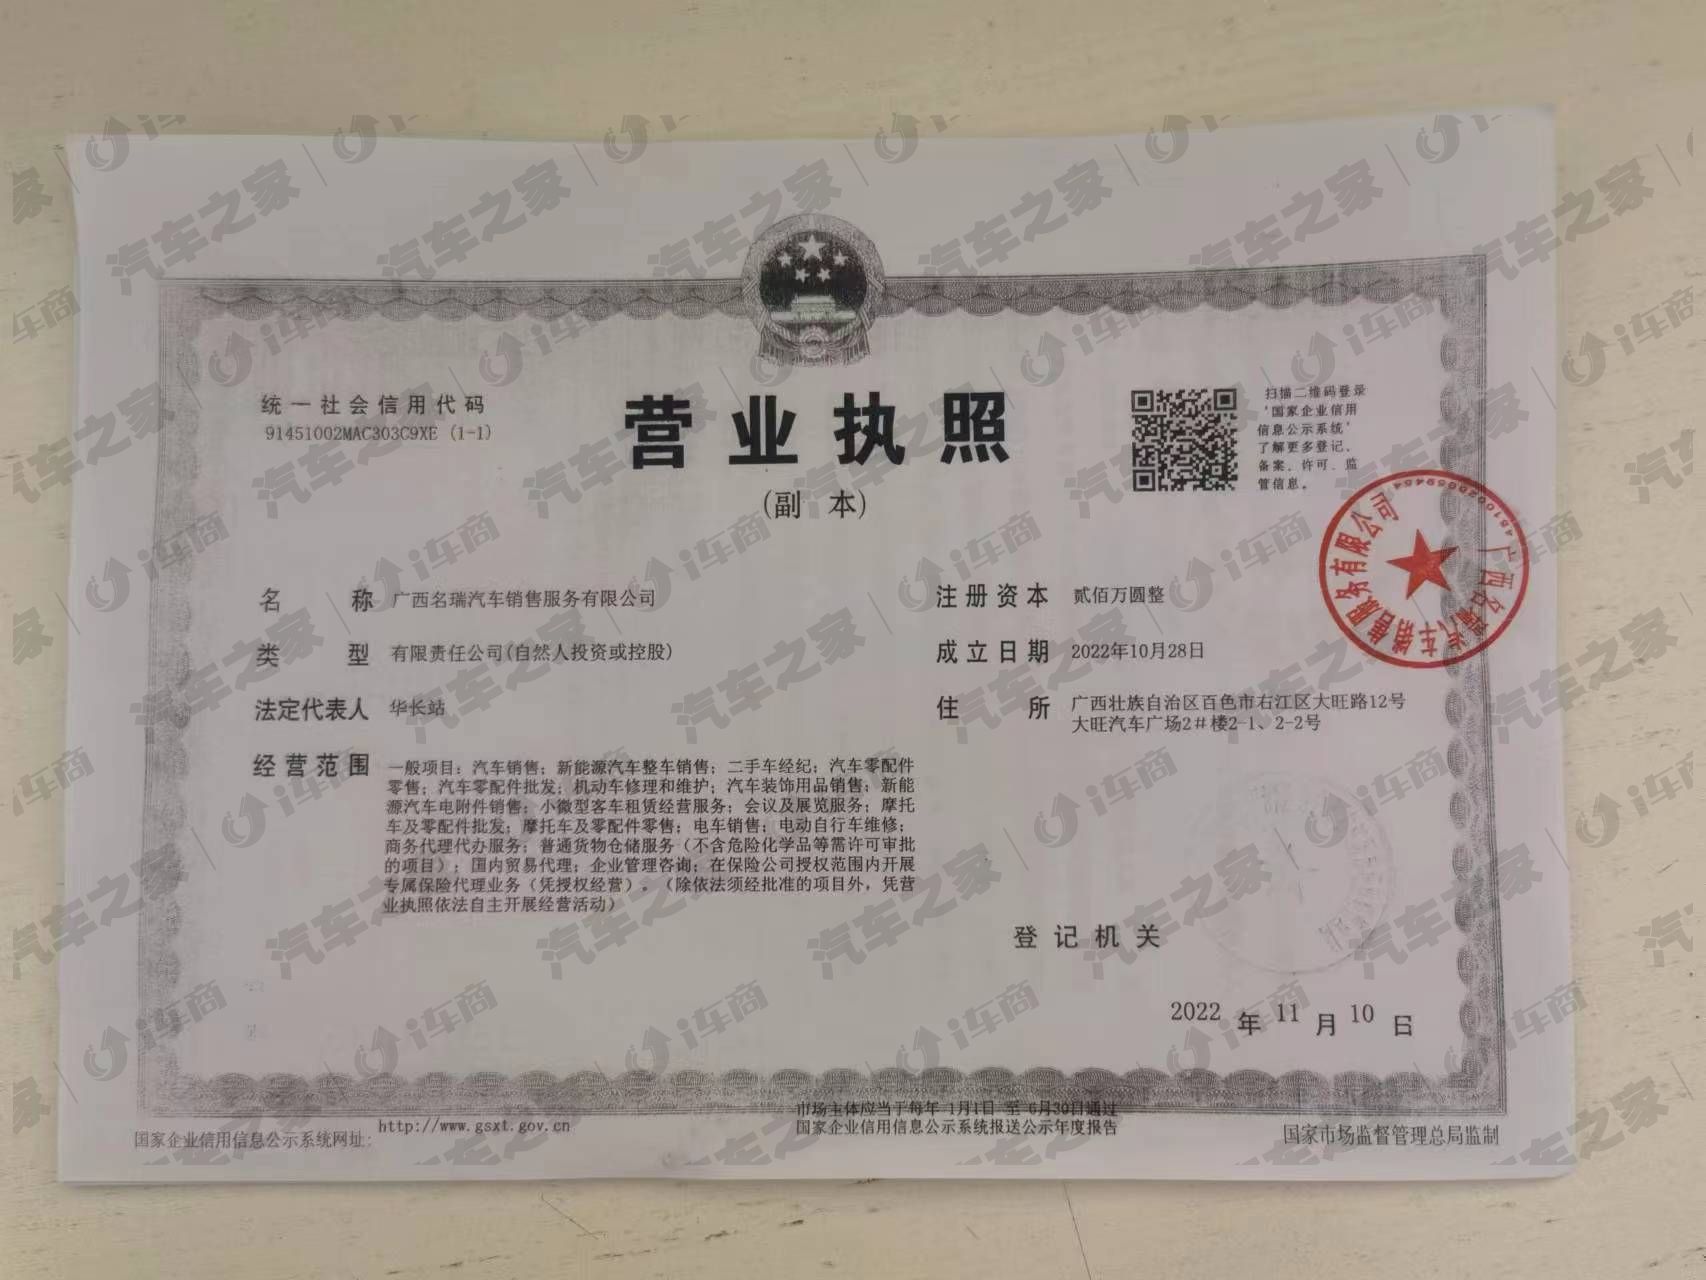 统一社会信用代码
91451002MAC303C9XE (1-1)
营业执照
(副 本)
扫描二维码登录
'国家企业信用
信息公示系统'
了解更多登记、
备案、许可、监
管信息。
名 称 广西名瑞汽车销售服务有限公司
类 型 有限责任公司(自然人投资或控股)
法定代表人 华长站
经营范围 一般项目：汽车销售；新能源汽车整车销售；二手车经纪；汽车零配件
零售；汽车零配件批发；机动车修理和维护；汽车装饰用品销售；新能
源汽车电附件销售；小微型客车租赁经营服务；会议及展览服务；摩托
车及零配件批发；摩托车及零配件零售；电车销售；电动自行车维修；
商务代理代办服务；普通货物仓储服务（不含危险化学品等需许可审批
的项目）；国内贸易代理；企业管理咨询；在保险公司授权范围内开展
专属保险代理业务（凭授权经营）。（除依法须经批准的项目外，凭营
业执照依法自主开展经营活动）
注册资本 贰佰万圆整
成立日期 2022年10月28日
住 所 广西壮族自治区百色市右江区大旺路12号
大旺汽车广场2#楼2-1、2-2号
广西名瑞汽车销售服务有限公司
登记机关
2022 年 11 月 10 日
国家企业信用信息公示系统网址: http://www.gsxt.gov.cn
市场主体应当于每年 1月1日 至 6月30日通过
国家企业信用信息公示系统报送公示年度报告
国家市场监督管理总局监制
汽车之家 | i车商